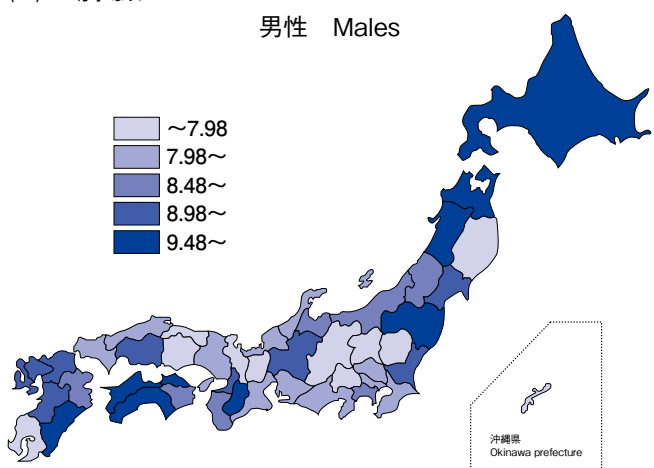 男性 Males
～7.98
7.98～
8.48～
8.98～
9.48～
沖縄県
Okinawa prefecture